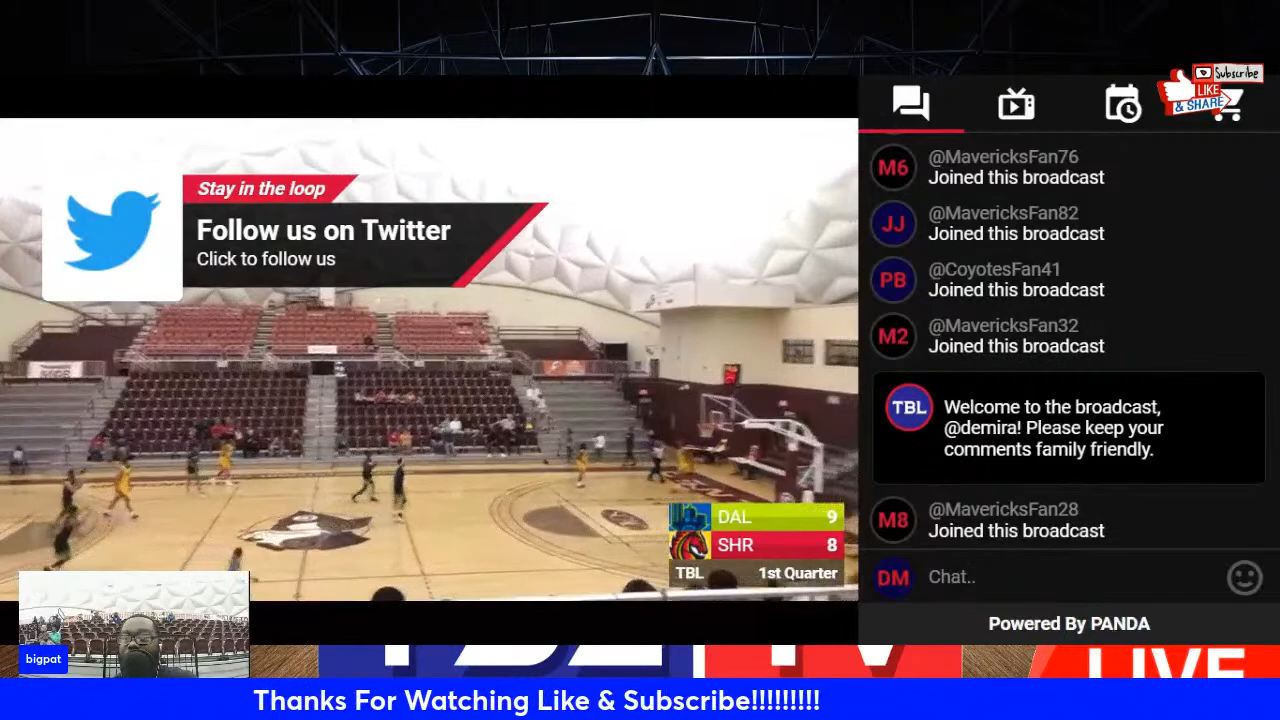 Subscribe
LIKE
& SHARE
Stay in the loop
Follow us on Twitter
Click to follow us
M6
@MavericksFan76
Joined this broadcast
JJ
@MavericksFan82
Joined this broadcast
PB
@CoyotesFan41
Joined this broadcast
M2
@MavericksFan32
Joined this broadcast
TBL
Welcome to the broadcast,
@demira! Please keep your
comments family friendly.
M8
@MavericksFan28
Joined this broadcast
DM
Chat..
Powered By PANDA
DAL 9
SHR 8
TBL 1st Quarter
bigpat
TV
LIVE
Thanks For Watching Like & Subscribe!!!!!!!!!